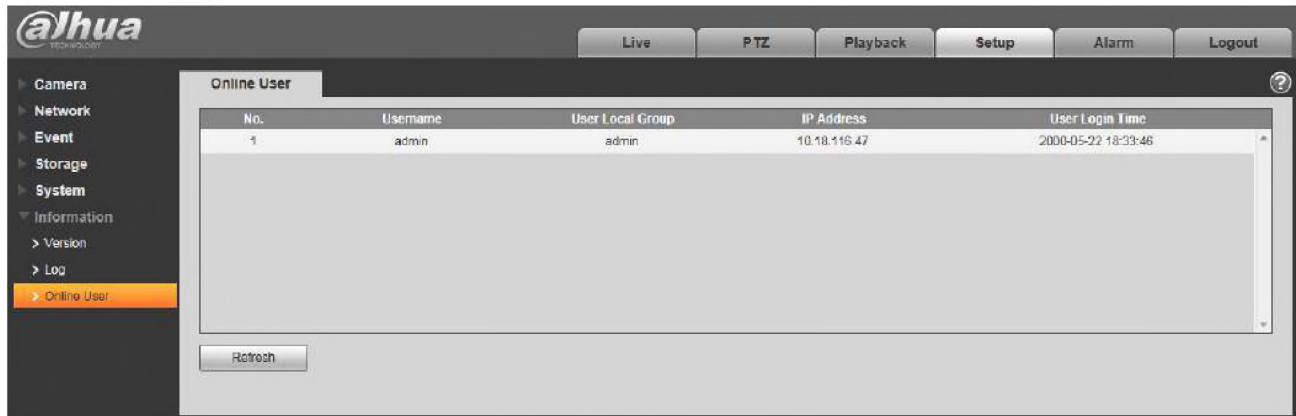 alhua
TECHNOLOGY
Live PTZ Playback Setup Alarm Logout
Camera
Network
Event
Storage
System
Information
> Version
> Log
> Online User
Online User
?
No. Username User Local Group IP Address User Login Time
1 admin admin 10.18.116.47 2000-05-22 18:33:46
Refresh